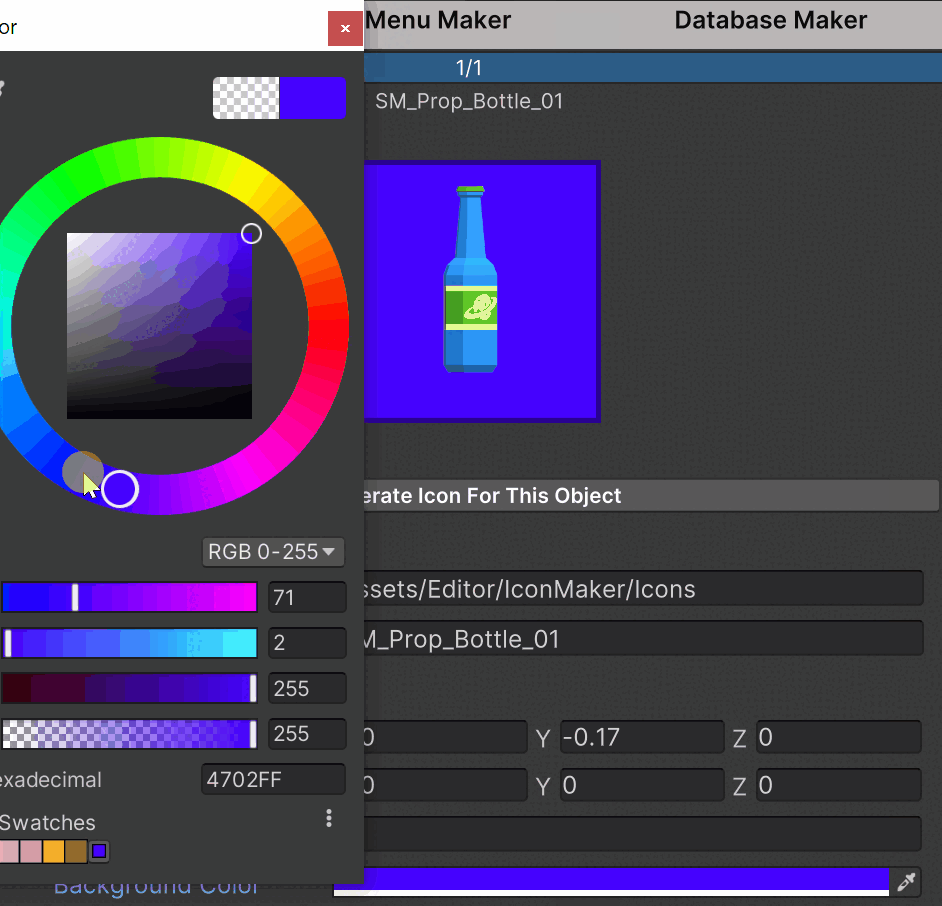 or
×
Menu Maker
Database Maker
1/1
SM_Prop_Bottle_01
erate Icon For This Object
RGB 0-255
71
2
255
255
exadecimal
4702FF
Swatches
ssets/Editor/IconMaker/Icons
M_Prop_Bottle_01
0
Y -0.17
Z 0
0
Y 0
Z 0
Background Color